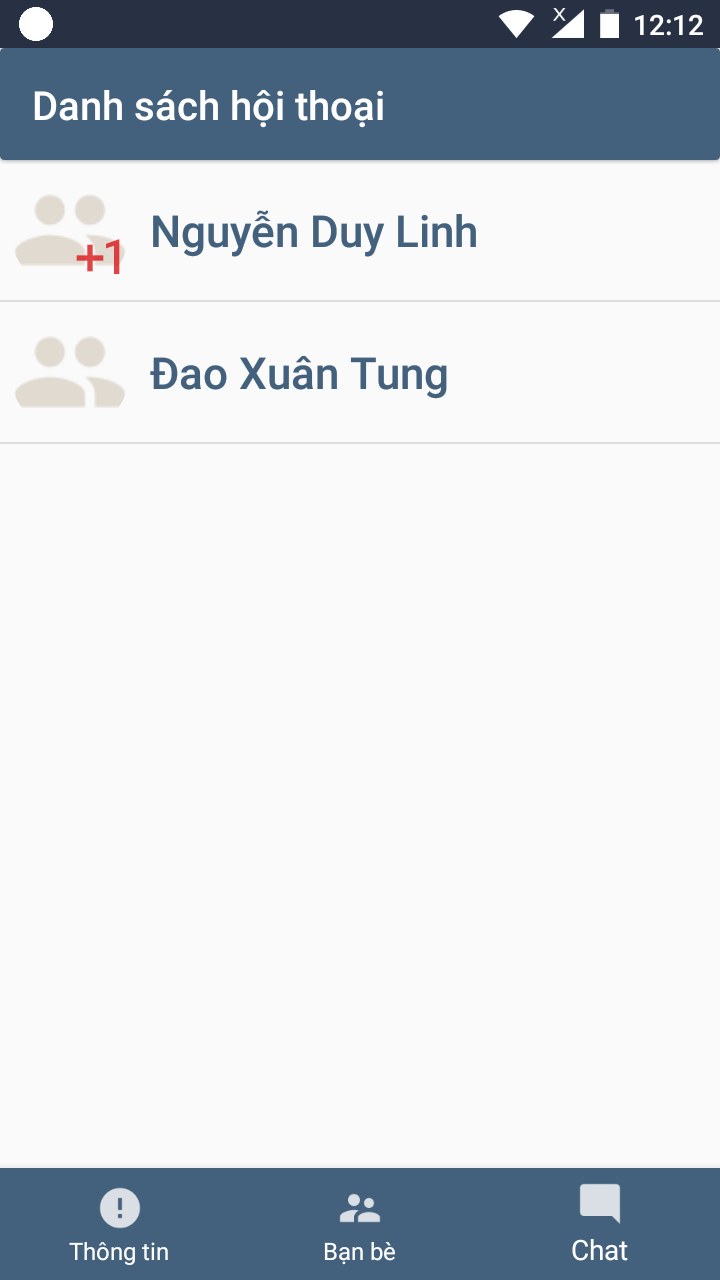 12:12
Danh sách hội thoại
Nguyễn Duy Linh
+1
Đao Xuân Tung
Thông tin
Bạn bè
Chat